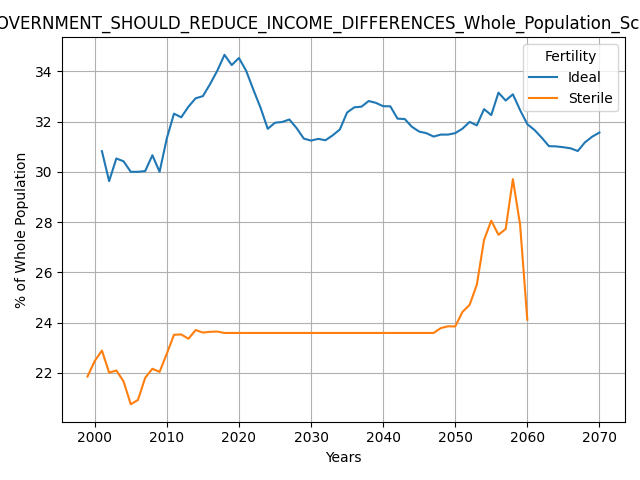 OVERNMENT_SHOULD_REDUCE_INCOME_DIFFERENCES_Whole_Population_Sc
Fertility
Ideal
Sterile
% of Whole Population
34
32
30
28
26
24
22
2000 2010 2020 2030 2040 2050 2060 2070
Years